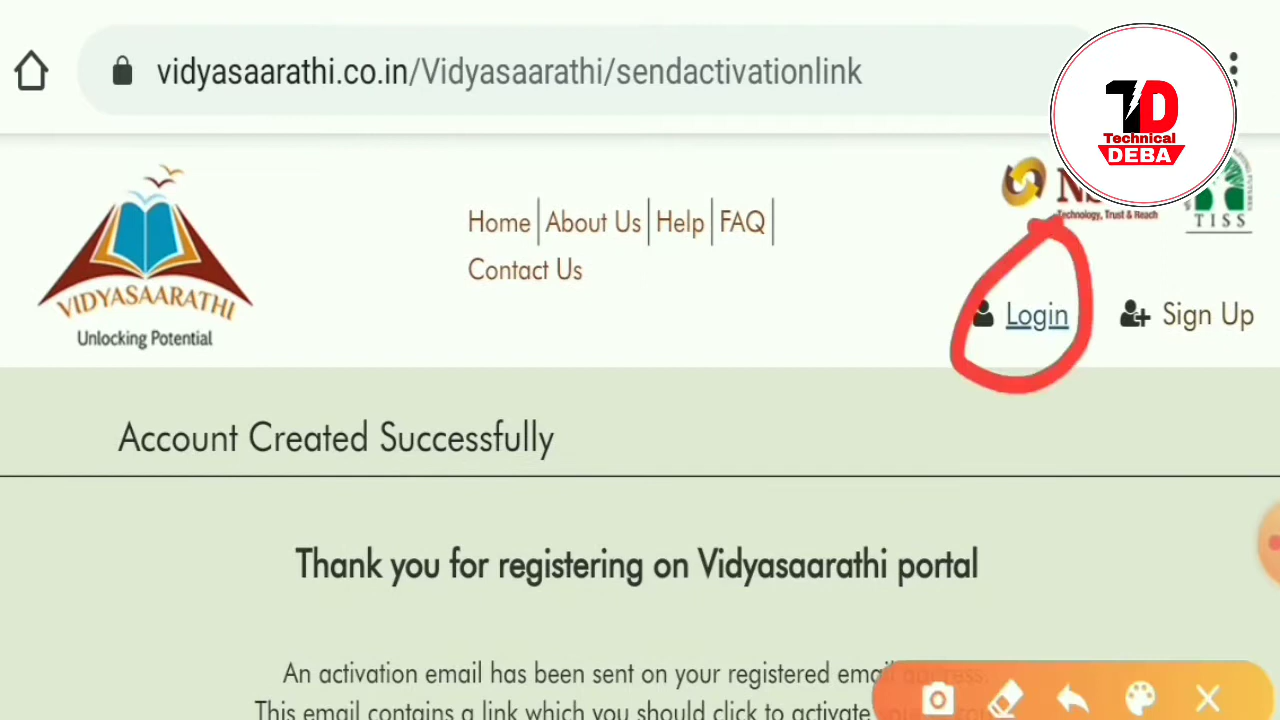 vidyasaarathi.co.in/Vidyasaarathi/sendactivationlink
TD
Technical
DEBA
Technology, Trust & Reach
TISS
Home | About Us | Help | FAQ |
Contact Us
VIDYASAARATHI
Unlocking Potential
Login
Sign Up
Account Created Successfully
Thank you for registering on Vidyasaarathi portal
An activation email has been sent on your registered email address.
This email contains a link which you should click to activate